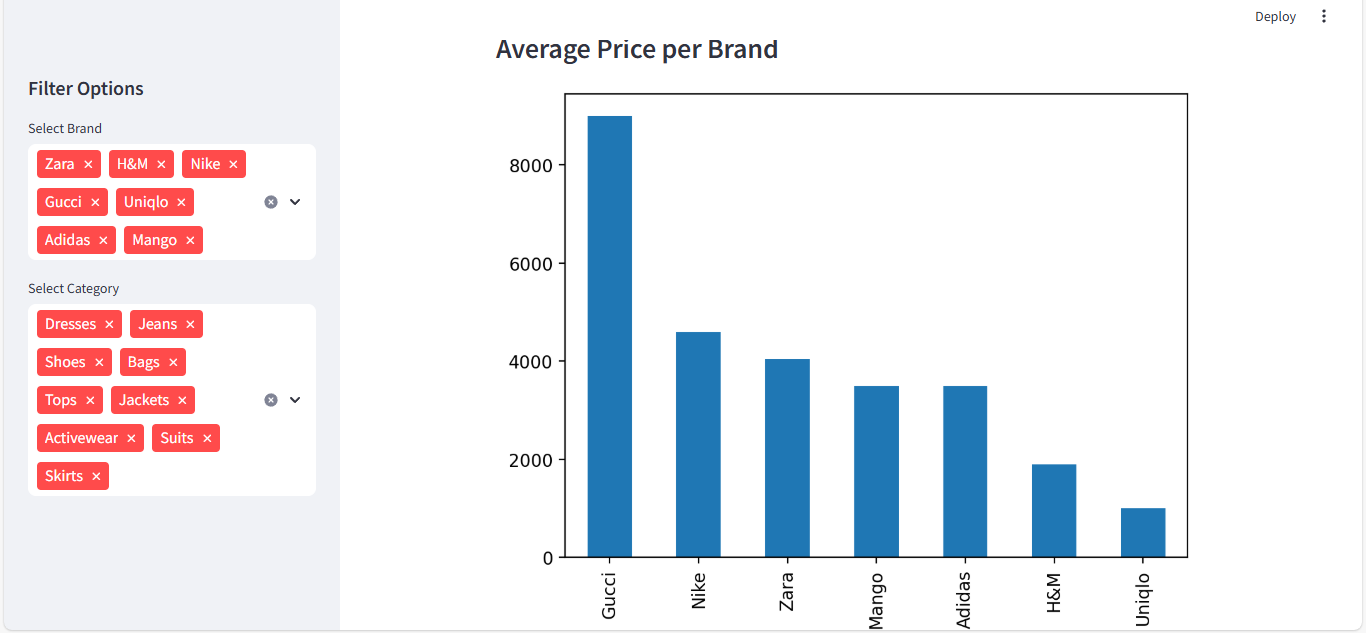 Deploy
Average Price per Brand
Filter Options
Select Brand
Zara × H&M × Nike ×
Gucci × Uniqlo ×
Adidas × Mango ×
Select Category
Dresses × Jeans ×
Shoes × Bags ×
Tops × Jackets ×
Activewear × Suits ×
Skirts ×
8000
6000
4000
2000
0
Gucci
Nike
Zara
Mango
Adidas
H&M
Uniqlo